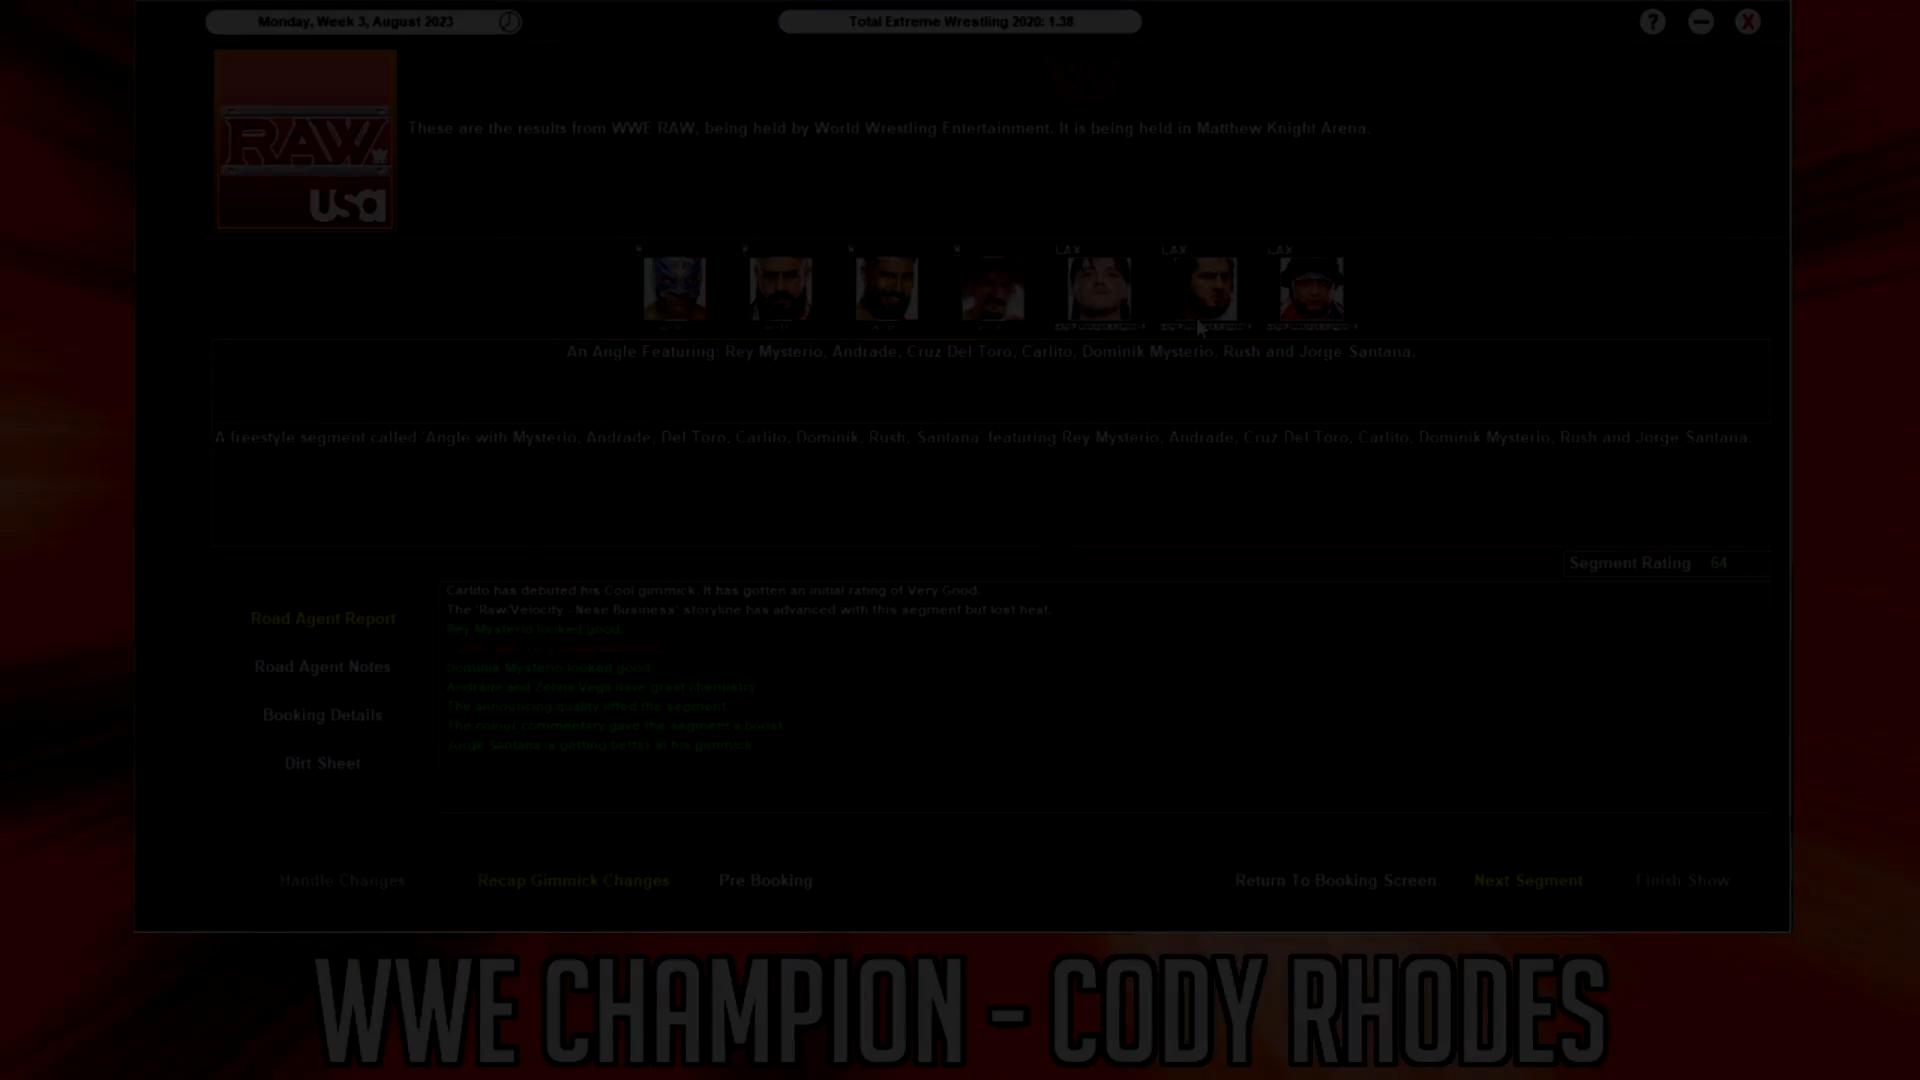 Monday, Week 3, August 2023
Total Extreme Wrestling 2020: 1.38
?
X
RAW
usa
These are the results from WWE RAW, being held by World Wrestling Entertainment. It is being held in Matthew Knight Arena.
LAX LAX LAX
An Angle Featuring: Rey Mysterio, Andrade, Cruz Del Toro, Carlito, Dominik Mysterio, Rush and Jorge Santana.
A freestyle segment called 'Angle with Mysterio, Andrade, Del Toro, Carlito, Dominik, Rush, Santana' featuring Rey Mysterio, Andrade, Cruz Del Toro, Carlito, Dominik Mysterio, Rush and Jorge Santana.
Segment Rating 64
Road Agent Report
Road Agent Notes
Booking Details
Dirt Sheet
Carlito has debuted his Cool gimmick. It has gotten an initial rating of Very Good.
The 'Raw/Velocity - Nese Business' storyline has advanced with this segment but lost heat.
Rey Mysterio looked good.
Dominik Mysterio looked good.
Andrade and Zelina Vega have great chemistry.
The announcing quality lifted the segment.
The colour commentary gave the segment a boost.
Jorge Santana is getting better at his gimmick.
Handle Changes
Recap Gimmick Changes
Pre Booking
Return To Booking Screen
Next Segment
Finish Show
WWE CHAMPION - CODY RHODES